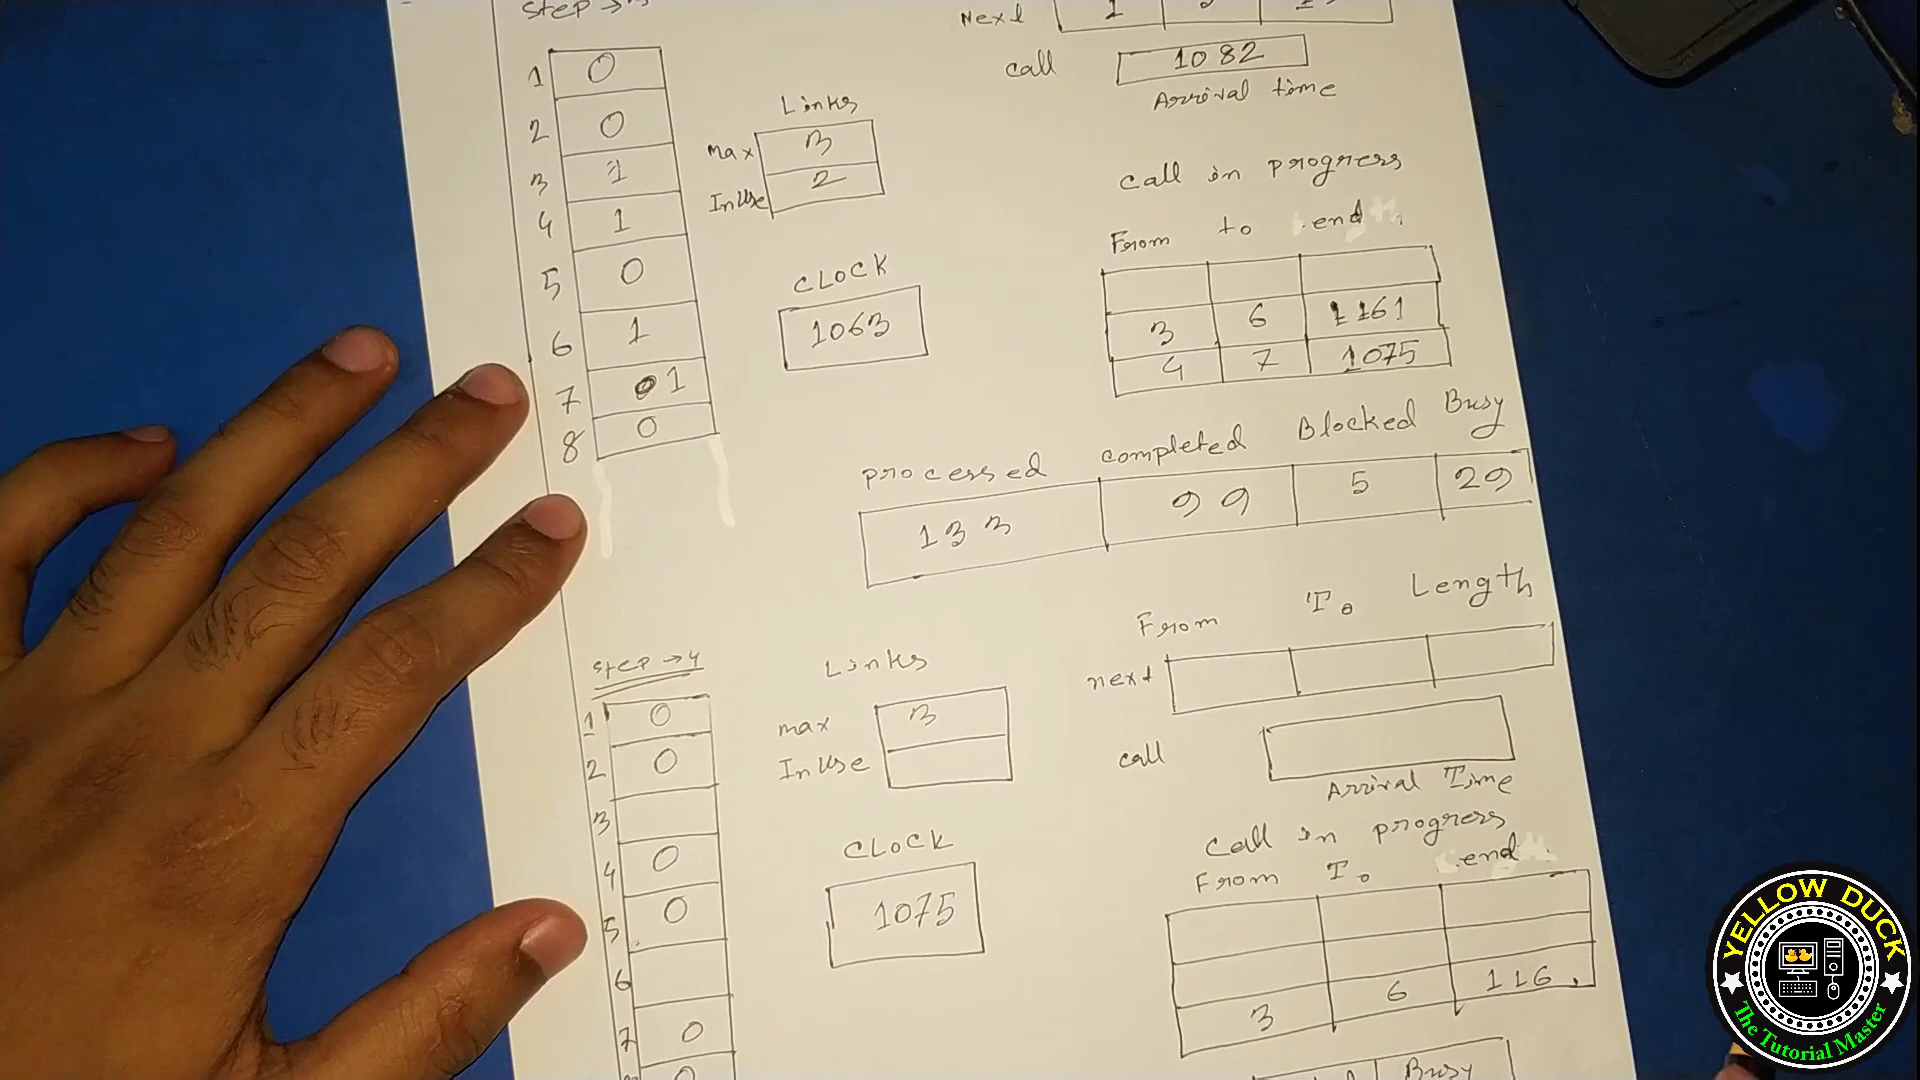 Step →
Next 1
call 1082
Arrival time
1 0
2 0
3 1
4 1
5 0
6 1
7 1
8 0
Links
Max 3
InUse 2
CLOCK
1063
Call in progress
From to end
3 6 1161
4 7 1075
processed completed Blocked Busy
133 99 5 29
Step → 4
1 0
2 0
3
4 0
5 0
6
7 0
0
Links
max 3
InUse
CLOCK
1075
From To Length
next
call
Arrival Time
Call in progress
From To end
3 6 116
Busy
YELLOW DUCK
The Tutorial Master